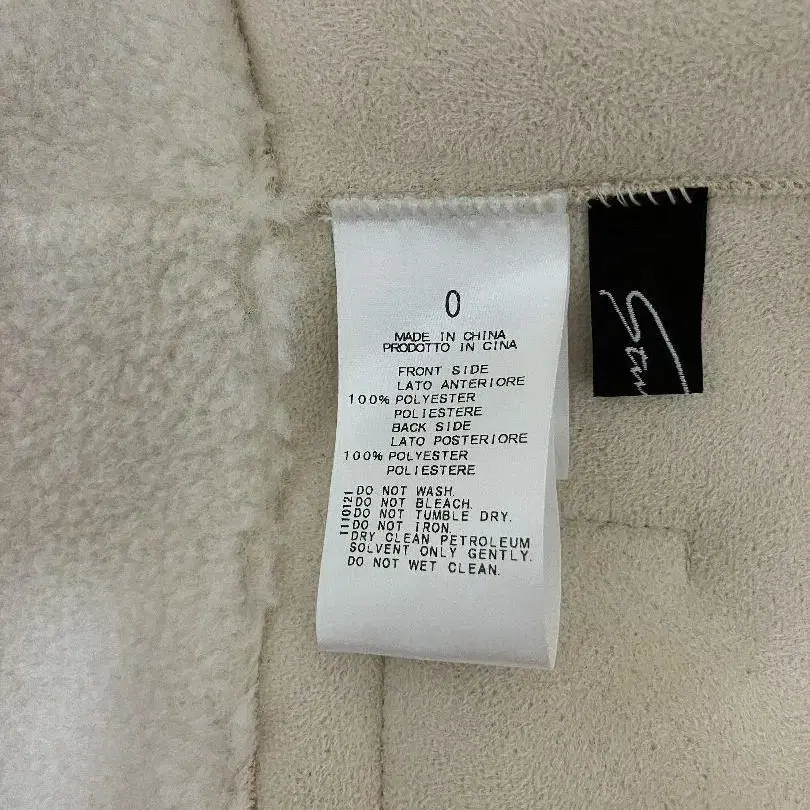 0
MADE IN CHINA
PRODOTTO IN CINA
FRONT SIDE
LATO ANTERIORE
100% POLYESTER
POLIESTERE
BACK SIDE
LATO POSTERIORE
100% POLYESTER
POLIESTERE
DO NOT WASH.
DO NOT BLEACH.
DO NOT TUMBLE DRY.
DO NOT IRON.
DRY CLEAN PETROLEUM
SOLVENT ONLY GENTLY.
DO NOT WET CLEAN.
1110121